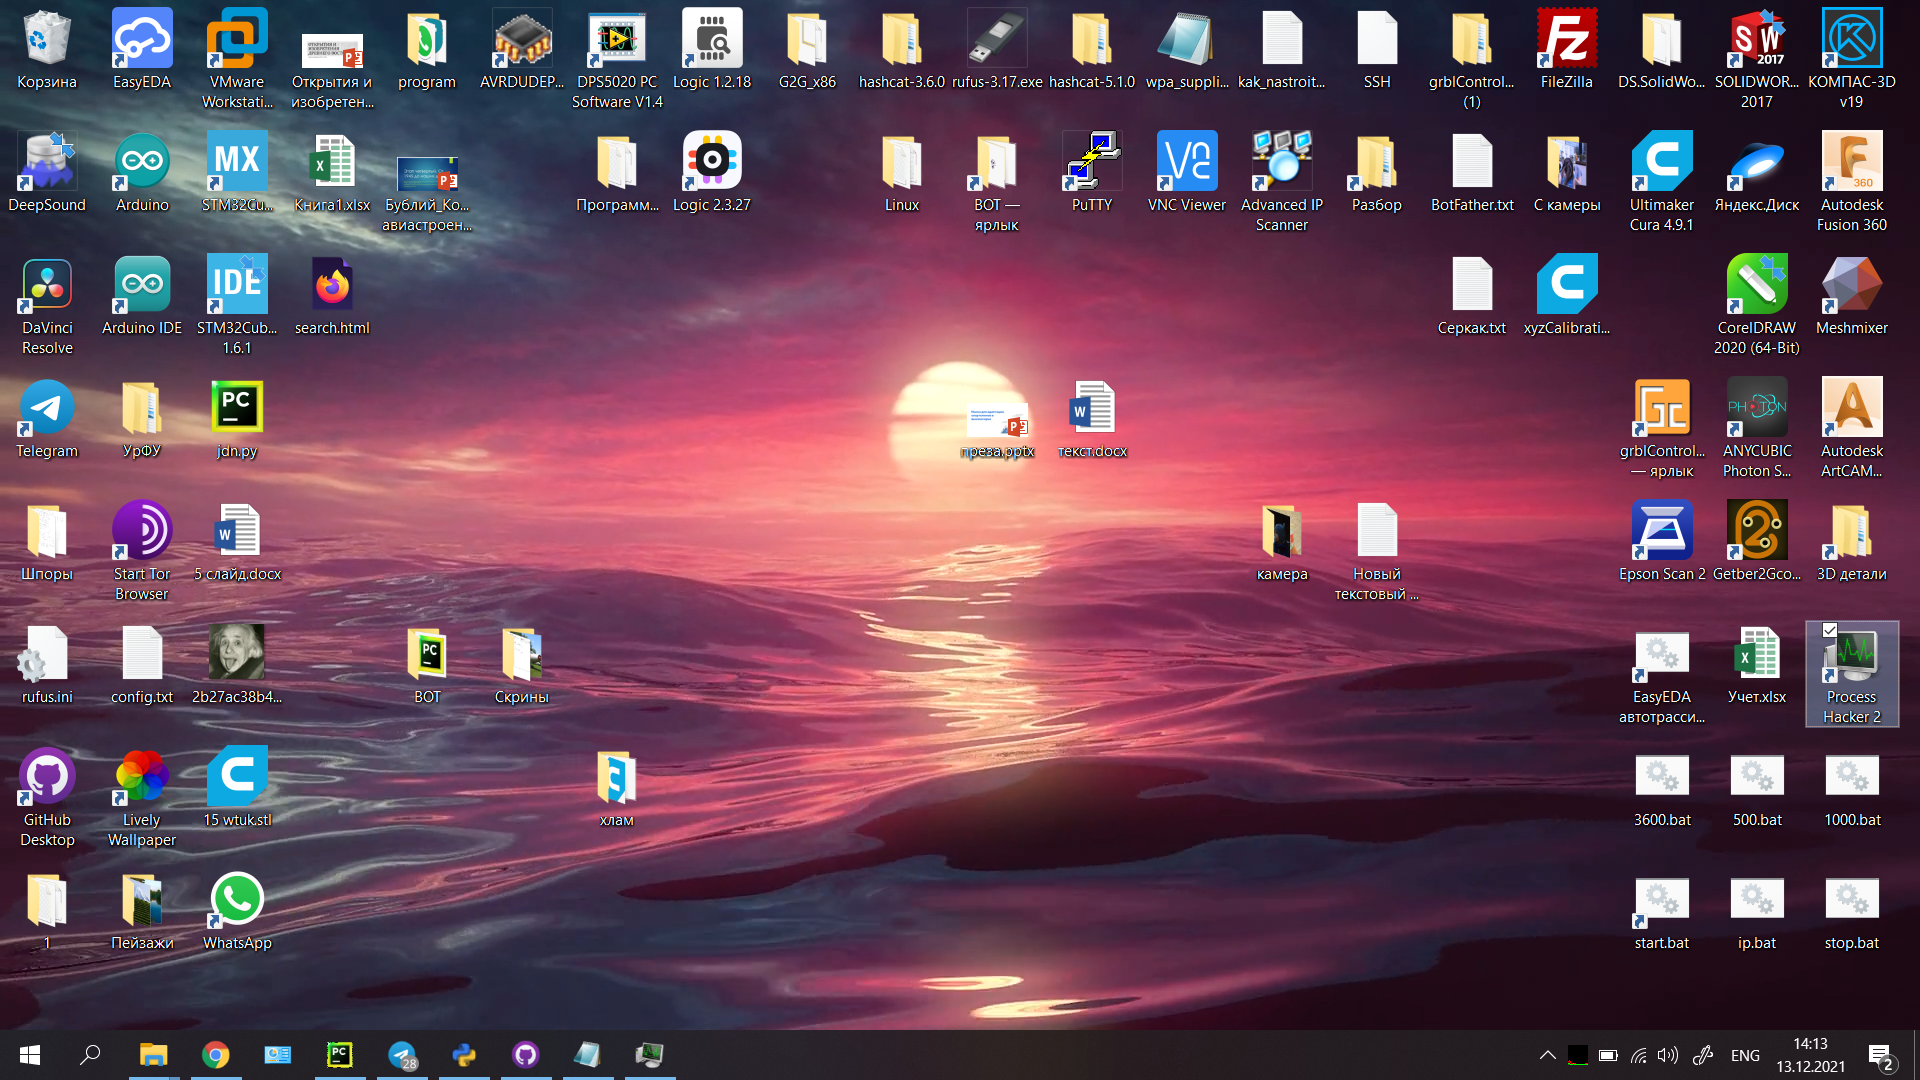 Корзина
EasyEDA
VMware
Workstati...
Открытия и
изобретен...
program
AVRDUDEP...
DPS5020 PC
Software V1.4
Logic 1.2.18
G2G_x86
hashcat-3.6.0
rufus-3.17.exe
hashcat-5.1.0
wpa_suppli...
kak_nastroit...
SSH
grblControl...
(1)
FileZilla
DS.SolidWo...
SOLIDWOR...
2017
КОМПАС-3D
v19
DeepSound
Arduino
STM32Cu...
Книга1.xlsx
Бублий_Ко...
авиастроен...
Программ...
Logic 2.3.27
Linux
BOT —
ярлык
PuTTY
VNC Viewer
Advanced IP
Scanner
Разбор
BotFather.txt
С камеры
Ultimaker
Cura 4.9.1
Яндекс.Диск
Autodesk
Fusion 360
DaVinci
Resolve
Arduino IDE
STM32Cub...
1.6.1
search.html
Серкак.txt
xyzCalibrati...
CorelDRAW
2020 (64-Bit)
Meshmixer
Telegram
УрФУ
jdn.py
преза.pptx
текст.docx
grblControl...
— ярлык
ANYCUBIC
Photon S...
Autodesk
ArtCAM...
Шпоры
Start Tor
Browser
5 слайд.docx
камера
Новый
текстовый ...
Epson Scan 2
Getber2Gco...
3D детали
rufus.ini
config.txt
2b27ac38b4...
BOT
Скрины
EasyEDA
автотрасси...
Учет.xlsx
Process
Hacker 2
GitHub
Desktop
Lively
Wallpaper
15 wtuk.stl
хлам
3600.bat
500.bat
1000.bat
1
Пейзажи
WhatsApp
start.bat
ip.bat
stop.bat
28
ENG
14:13
13.12.2021
2